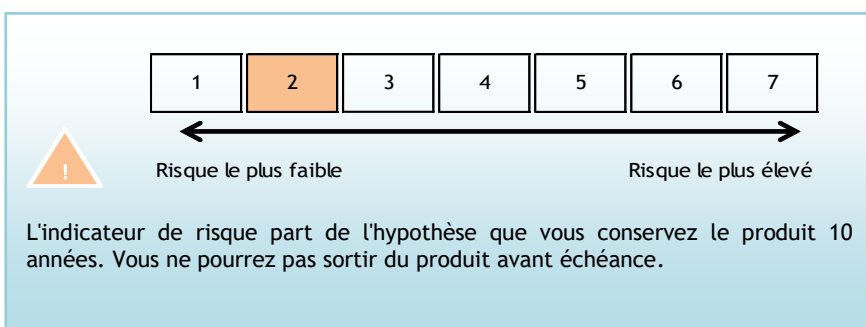 1 2 3 4 5 6 7
Risque le plus faible Risque le plus élevé
!
L'indicateur de risque part de l'hypothèse que vous conservez le produit 10
années. Vous ne pourrez pas sortir du produit avant échéance.